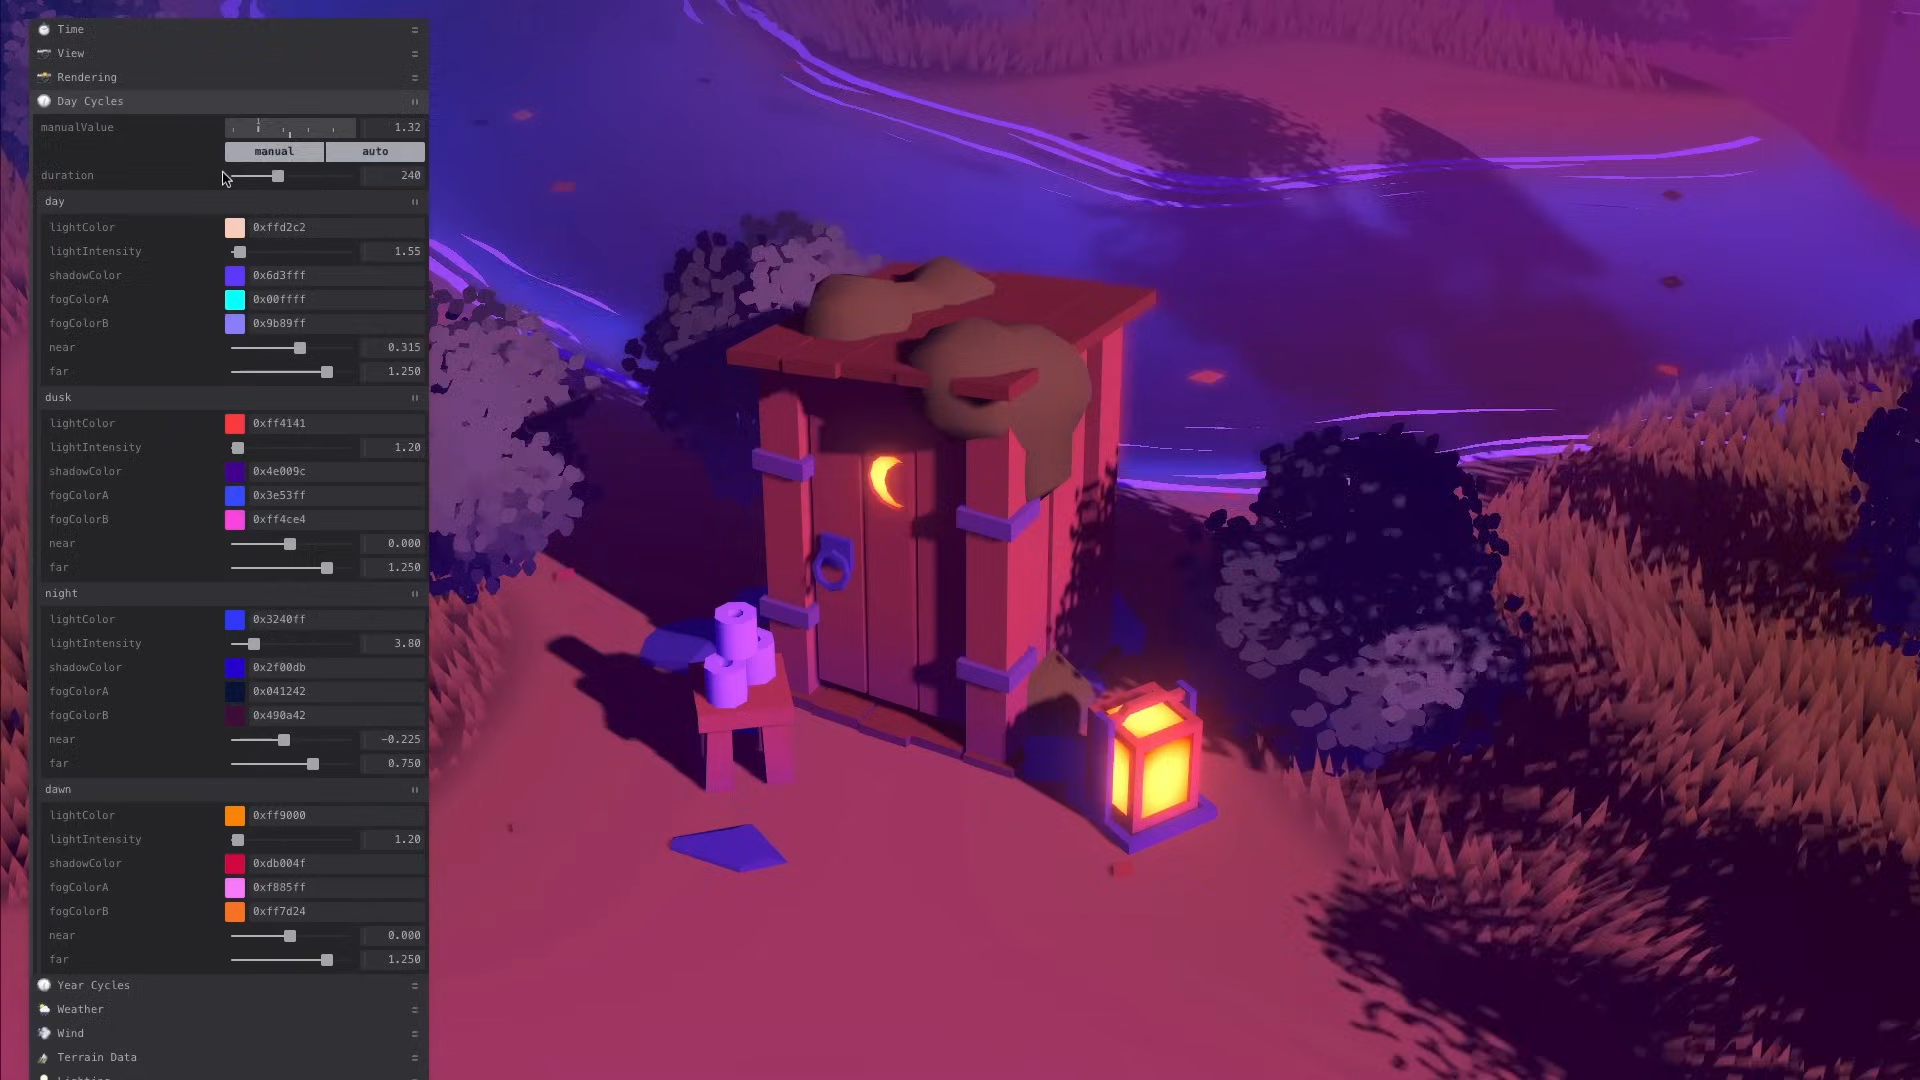 Time
View
Rendering
Day Cycles
manualValue 1.32
manual auto
duration 240
day
lightColor 0xffd2c2
lightIntensity 1.55
shadowColor 0x6d3fff
fogColorA 0x00ffff
fogColorB 0x9b89ff
near 0.315
far 1.250
dusk
lightColor 0xff4141
lightIntensity 1.20
shadowColor 0x4e009c
fogColorA 0x3e53ff
fogColorB 0xff4ce4
near 0.000
far 1.250
night
lightColor 0x3240ff
lightIntensity 3.80
shadowColor 0x2f00db
fogColorA 0x041242
fogColorB 0x490a42
near −0.225
far 0.750
dawn
lightColor 0xff9000
lightIntensity 1.20
shadowColor 0xdb004f
fogColorA 0xf885ff
fogColorB 0xff7d24
near 0.000
far 1.250
Year Cycles
Weather
Wind
Terrain Data